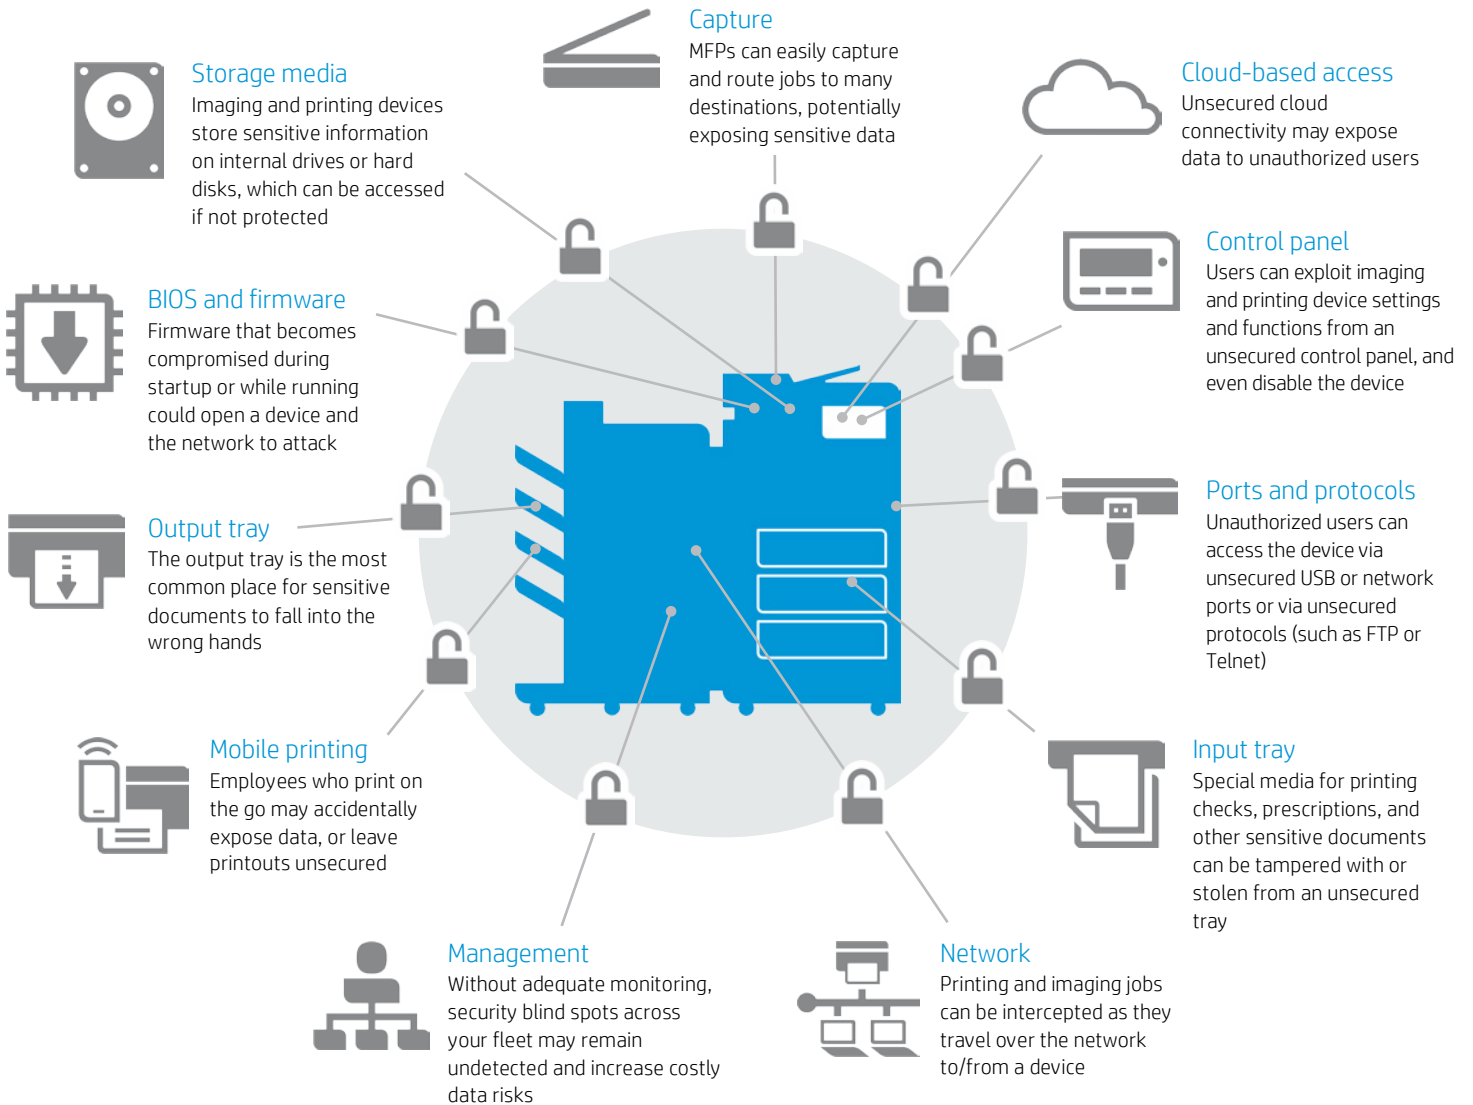 Capture
MFPs can easily capture
and route jobs to many
destinations, potentially
exposing sensitive data
Storage media
Imaging and printing devices
store sensitive information
on internal drives or hard
disks, which can be accessed
if not protected
Cloud-based access
Unsecured cloud
connectivity may expose
data to unauthorized users
Control panel
Users can exploit imaging
and printing device settings
and functions from an
unsecured control panel, and
even disable the device
BIOS and firmware
Firmware that becomes
compromised during
startup or while running
could open a device and
the network to attack
Ports and protocols
Unauthorized users can
access the device via
unsecured USB or network
ports or via unsecured
protocols (such as FTP or
Telnet)
Output tray
The output tray is the most
common place for sensitive
documents to fall into the
wrong hands
Mobile printing
Employees who print on
the go may accidentally
expose data, or leave
printouts unsecured
Input tray
Special media for printing
checks, prescriptions, and
other sensitive documents
can be tampered with or
stolen from an unsecured
tray
Management
Without adequate monitoring,
security blind spots across
your fleet may remain
undetected and increase costly
data risks
Network
Printing and imaging jobs
can be intercepted as they
travel over the network
to/from a device